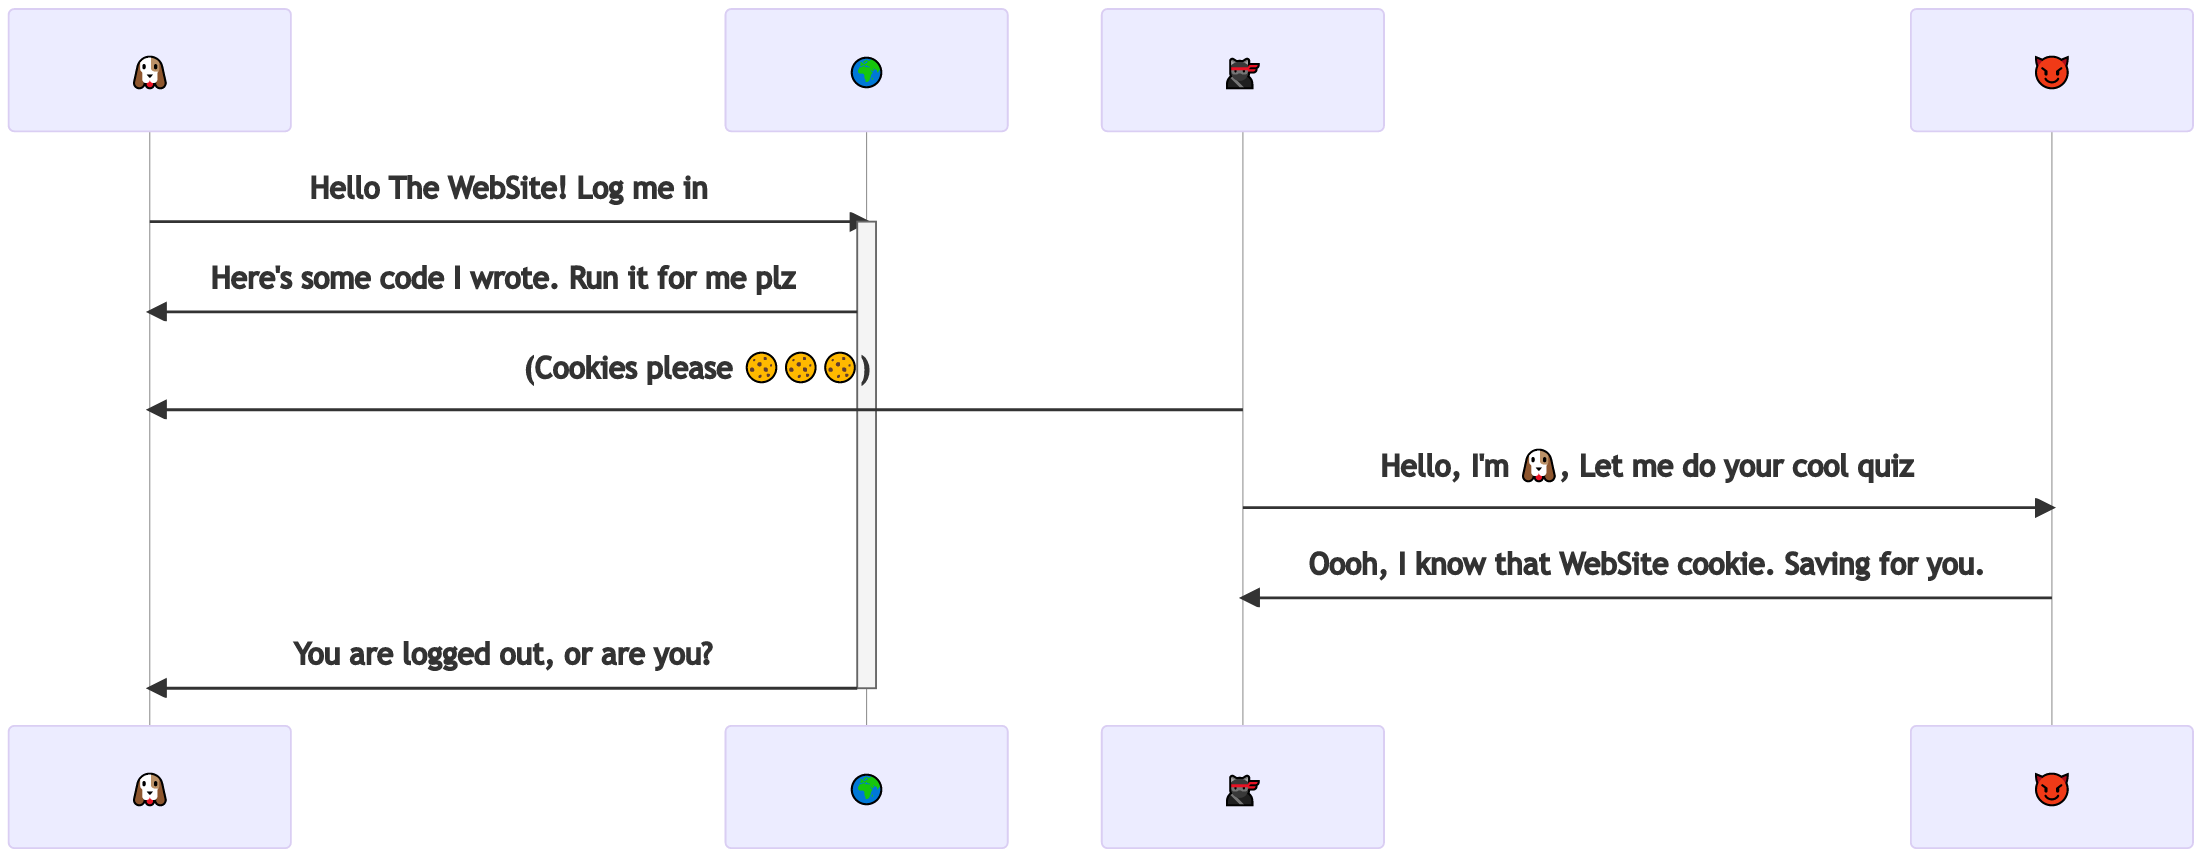 Hello The WebSite! Log me in
Here's some code I wrote. Run it for me plz
(Cookies please 🍪🍪🍪)
Hello, I'm 🐶, Let me do your cool quiz
Oooh, I know that WebSite cookie. Saving for you.
You are logged out, or are you?